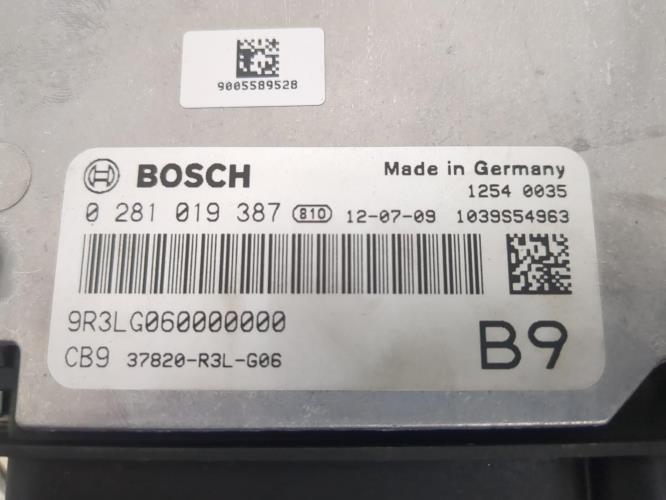 9005589528
BOSCH Made in Germany
1254 0035
0 281 019 387 810 12-07-09 1039S54963
9R3LG060000000
CB9 37820-R3L-G06 B9